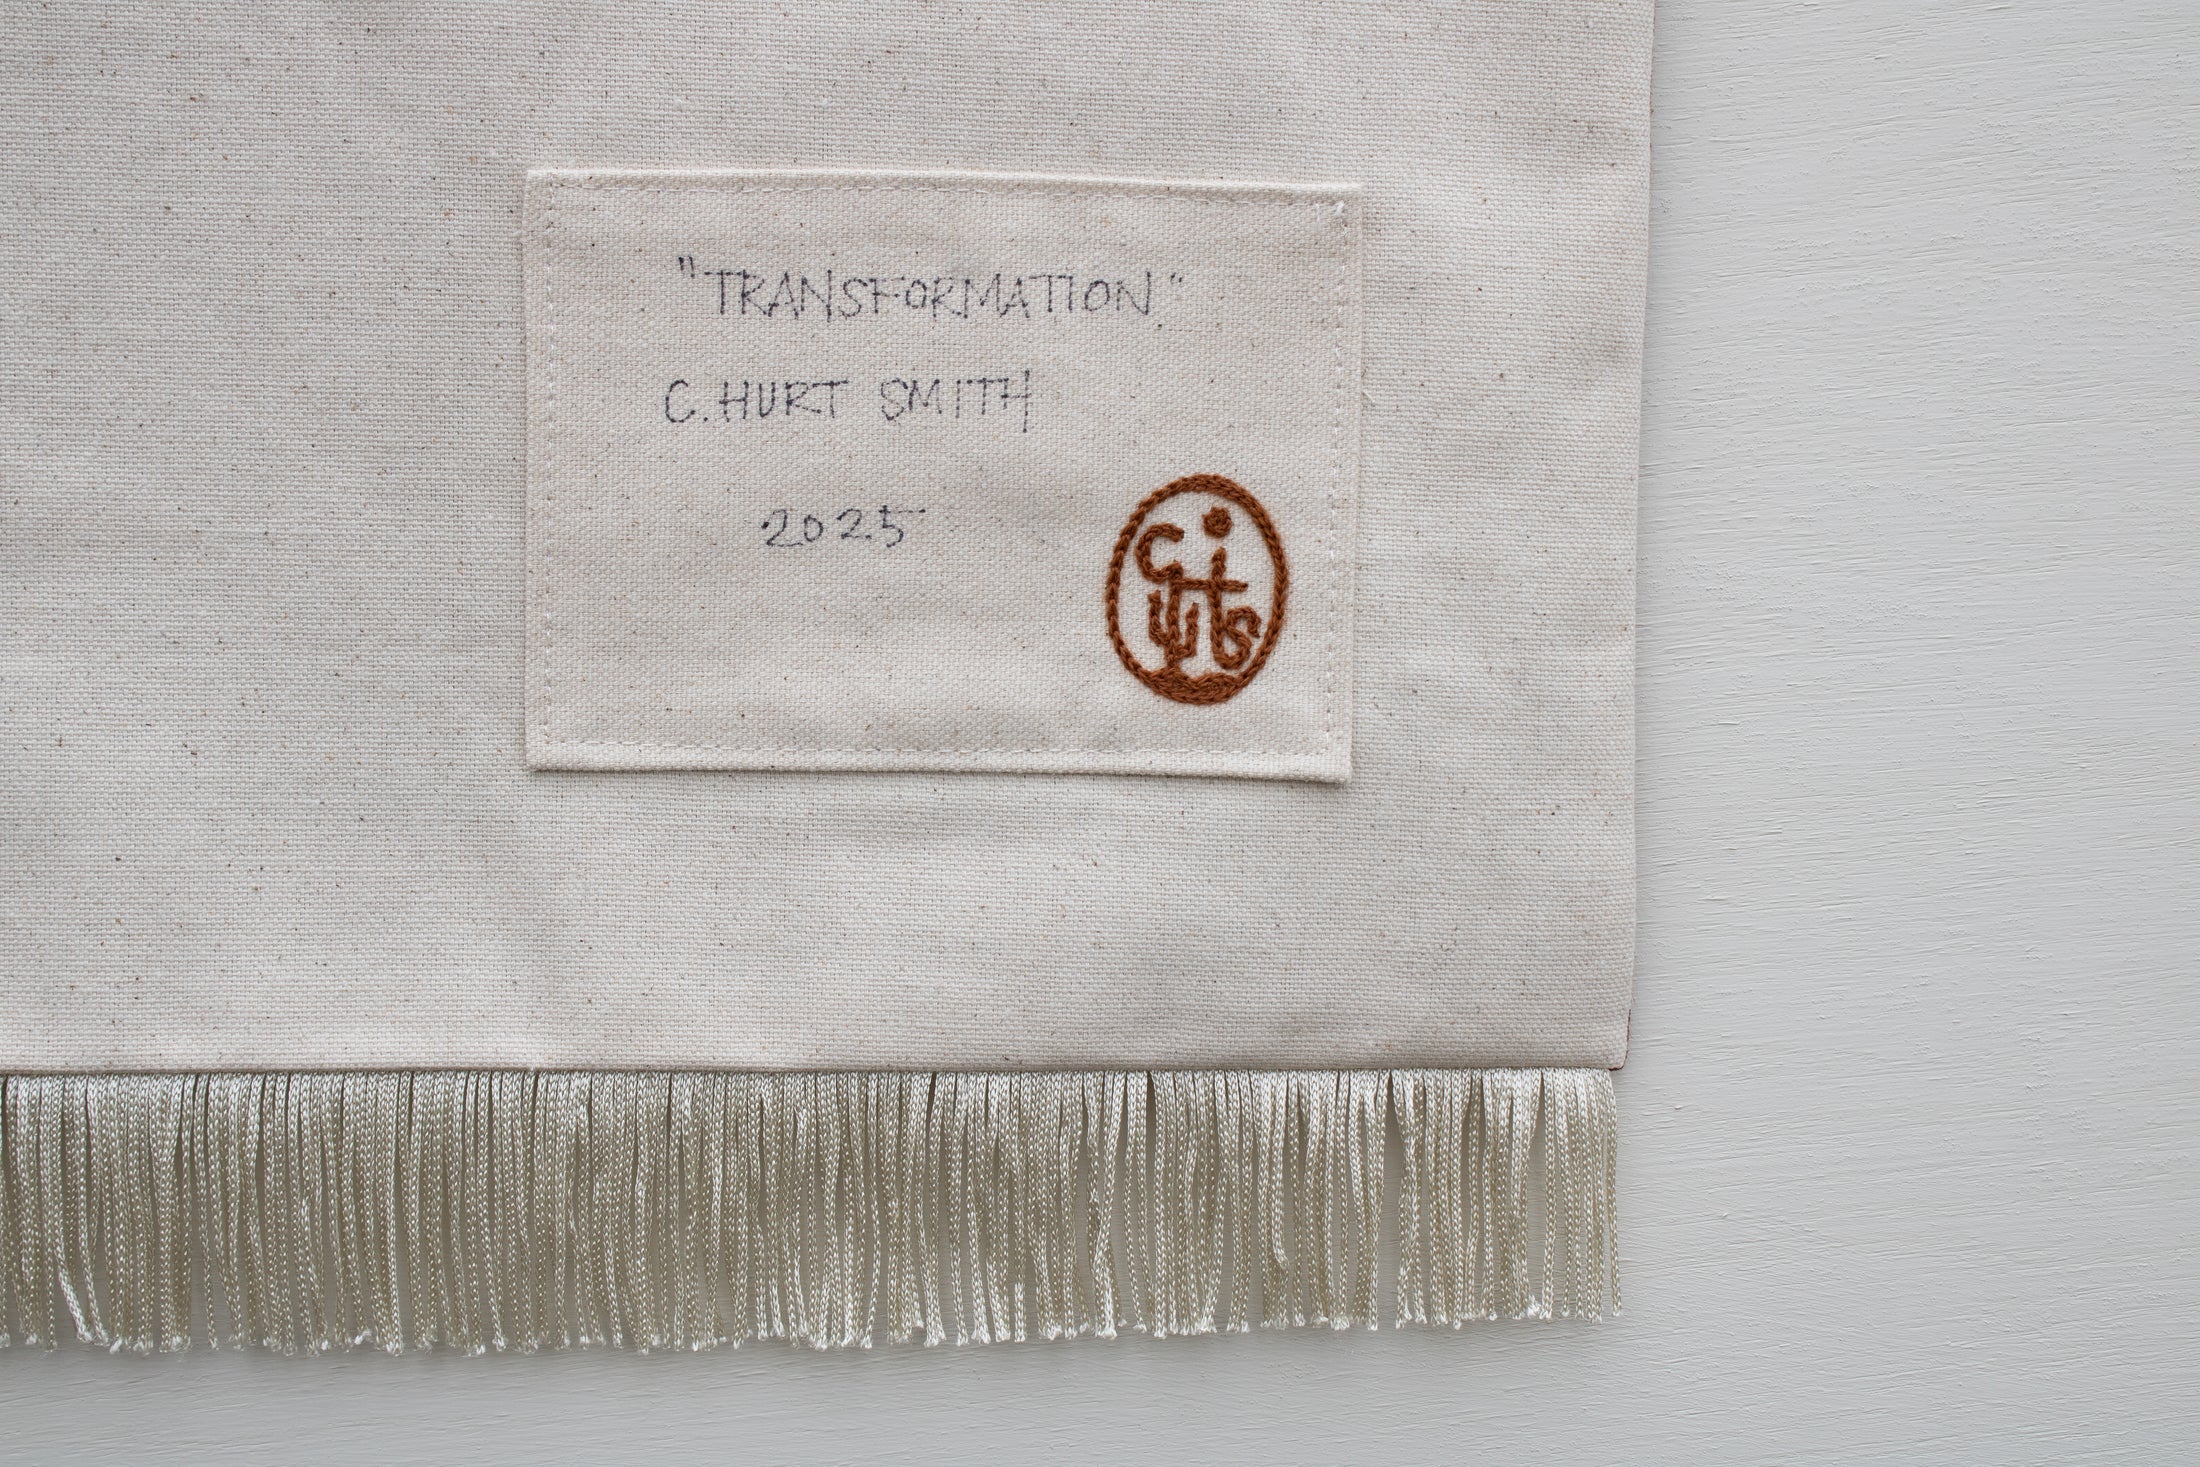 "TRANSFORMATION"
C. HURT SMITH
2025